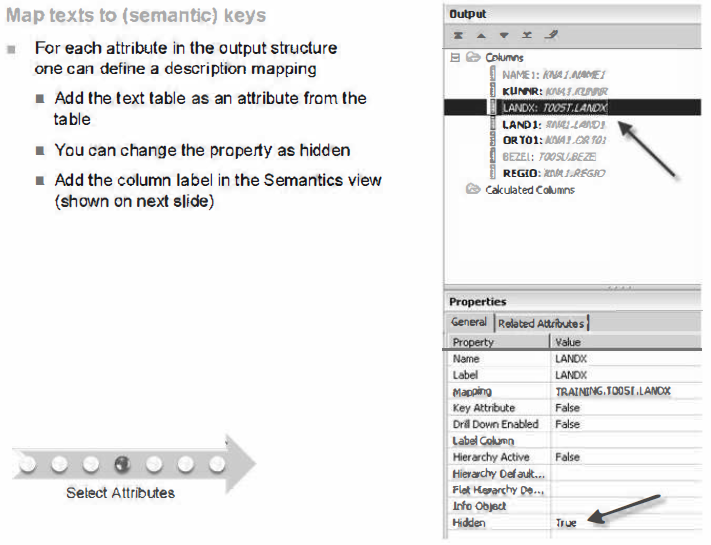 Map texts to (semantic) keys
For each attribute in the output structure
one can define a description mapping
Add the text table as an attribute from the
table
You can change the property as hidden
Add the column label in the Semantics view
(shown on next slide)
Select Attributes
Output
Columns
NAME1: KNA1.NAME1
KUNNR: KNA1.KUNNR
LANDX: T005T.LANDX
LAND1: KNA1.LAND1
ORT01: KNA1.ORT01
BEZEI: T005U.BEZE
REGIO: KNA1.REGIO
Calculated Columns
Properties
General Related Attributes
Property Value
Name LANDX
Label LANDX
Mapping TRAINING.T005T.LANDX
Key Attribute False
Drill Down Enabled False
Label Column
Hierarchy Active False
Hierarchy Default...
Flat Hierarchy De...
Info Object
Hidden True